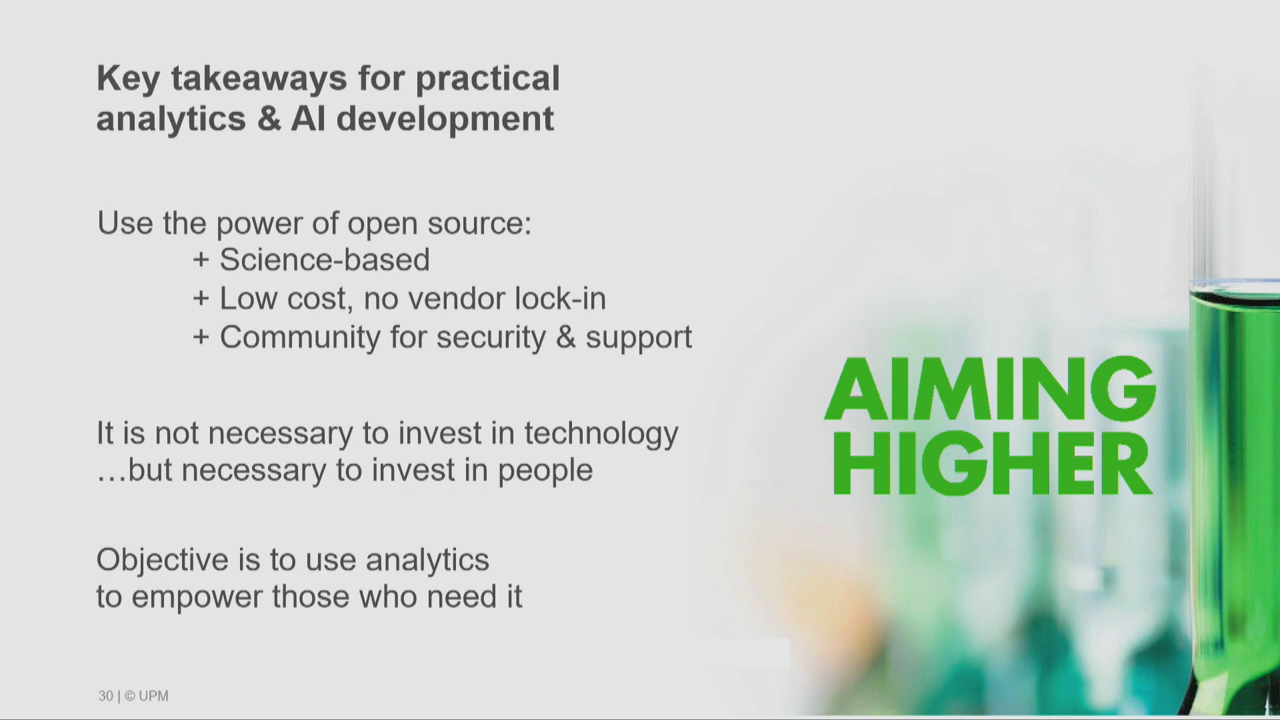 Key takeaways for practical
analytics & AI development
Use the power of open source:
+ Science-based
+ Low cost, no vendor lock-in
+ Community for security & support
It is not necessary to invest in technology
…but necessary to invest in people
Objective is to use analytics
to empower those who need it
AIMING
HIGHER
30 | © UPM